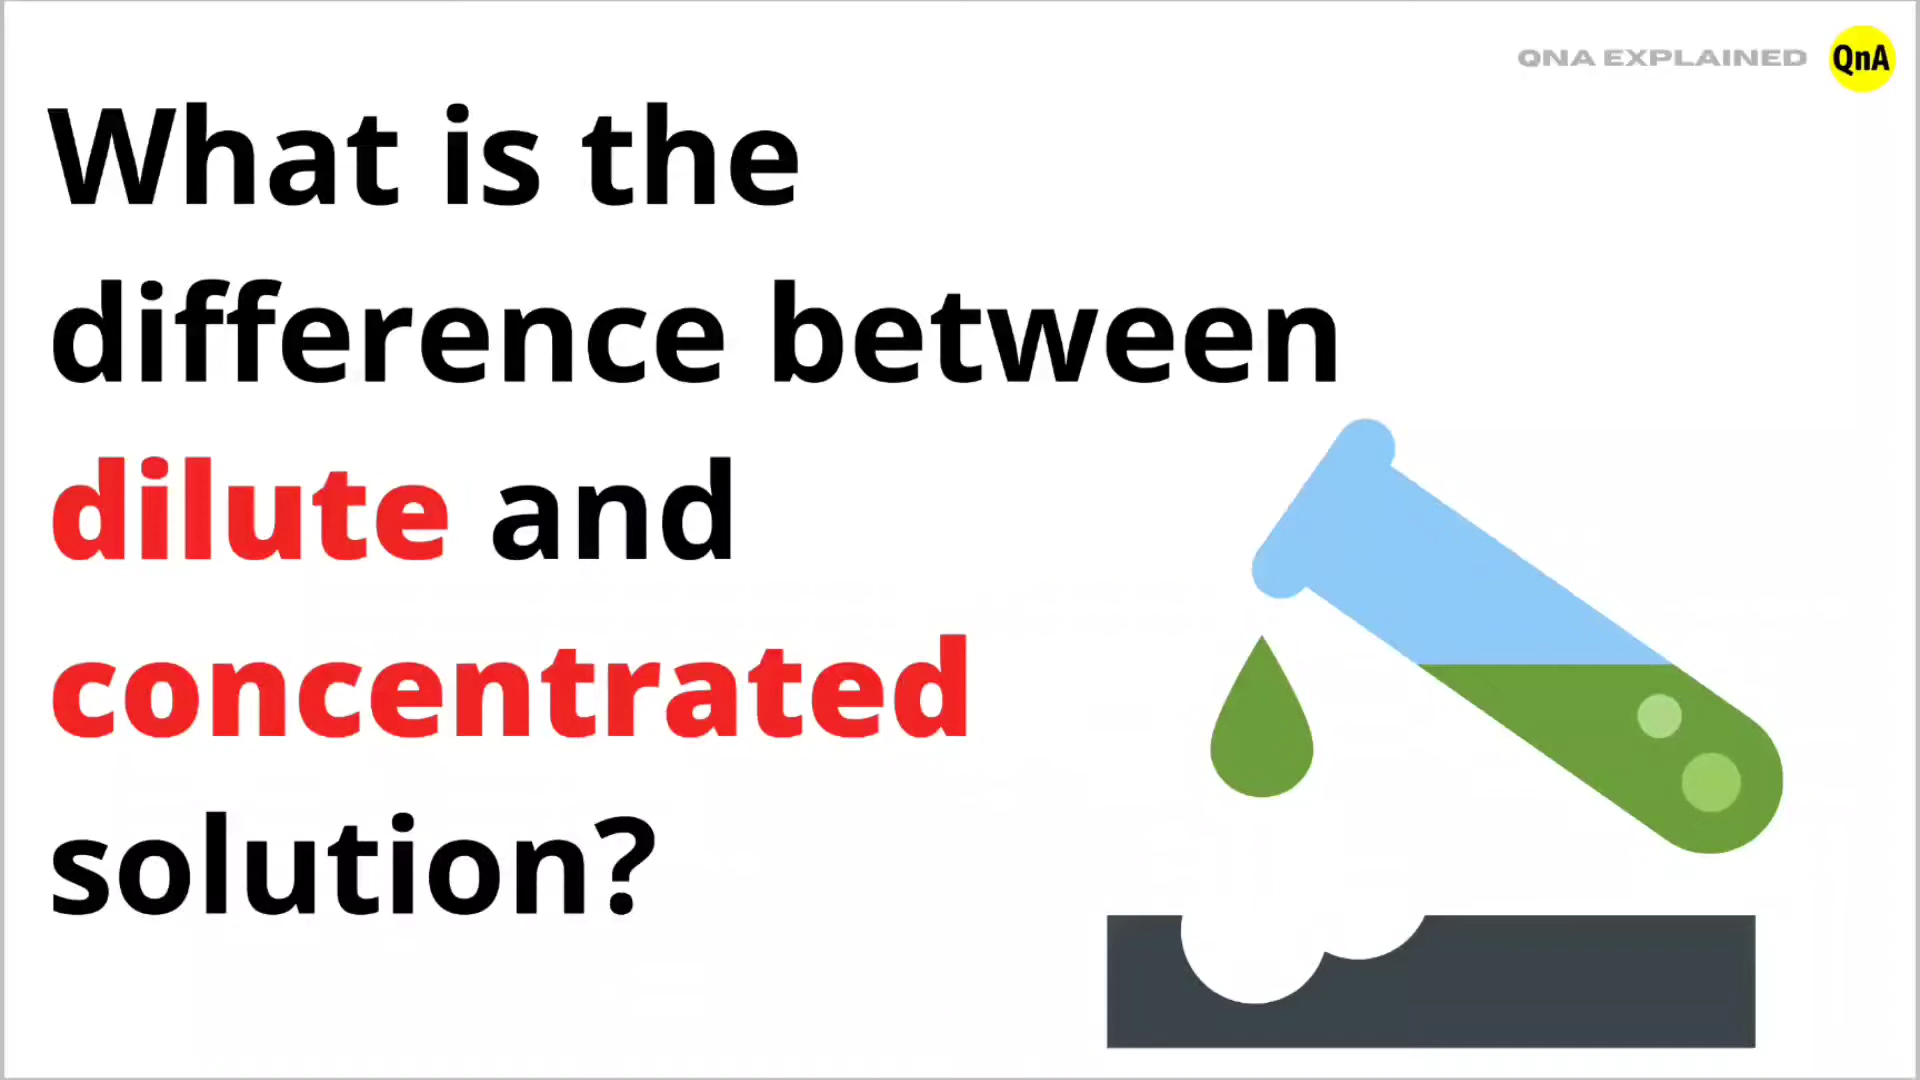 QNA EXPLAINED QnA
What is the
difference between
dilute and
concentrated
solution?